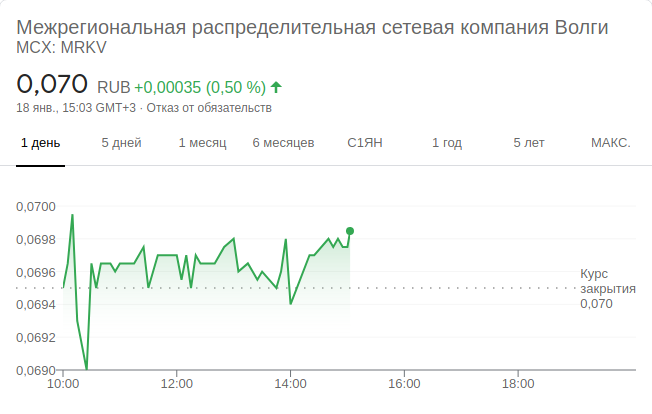 Межрегиональная распределительная сетевая компания Волги
MCX: MRKV
0,070 RUB +0,00035 (0,50 %)
18 янв., 15:03 GMT+3 · Отказ от обязательств
1 день 5 дней 1 месяц 6 месяцев С1ЯН 1 год 5 лет МАКС.
0,0700
0,0698
0,0696
0,0694
0,0692
0,0690
Курс
закрытия
0,070
10:00 12:00 14:00 16:00 18:00